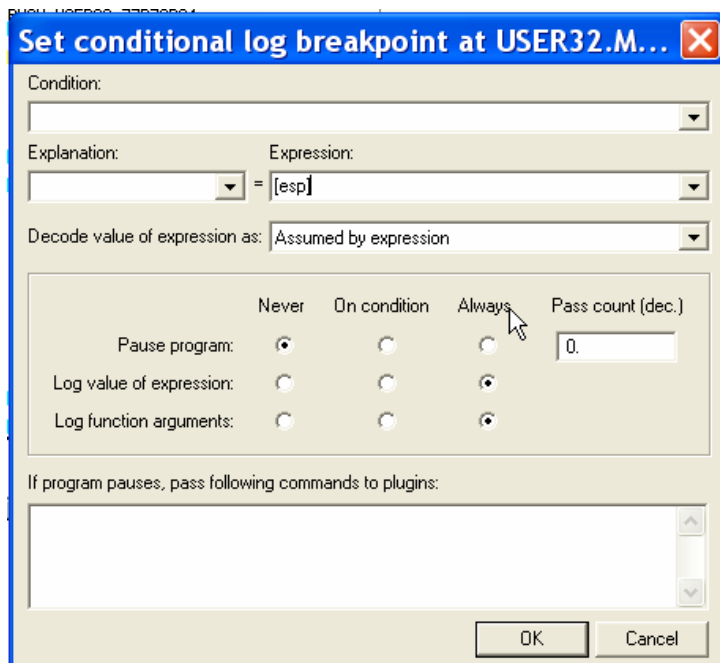 Set conditional log breakpoint at USER32.M...
Condition:
Explanation: Expression:
= [esp]
Decode value of expression as: Assumed by expression
Never On condition Always Pass count (dec.)
Pause program: 0.
Log value of expression:
Log function arguments:
If program pauses, pass following commands to plugins:
OK Cancel